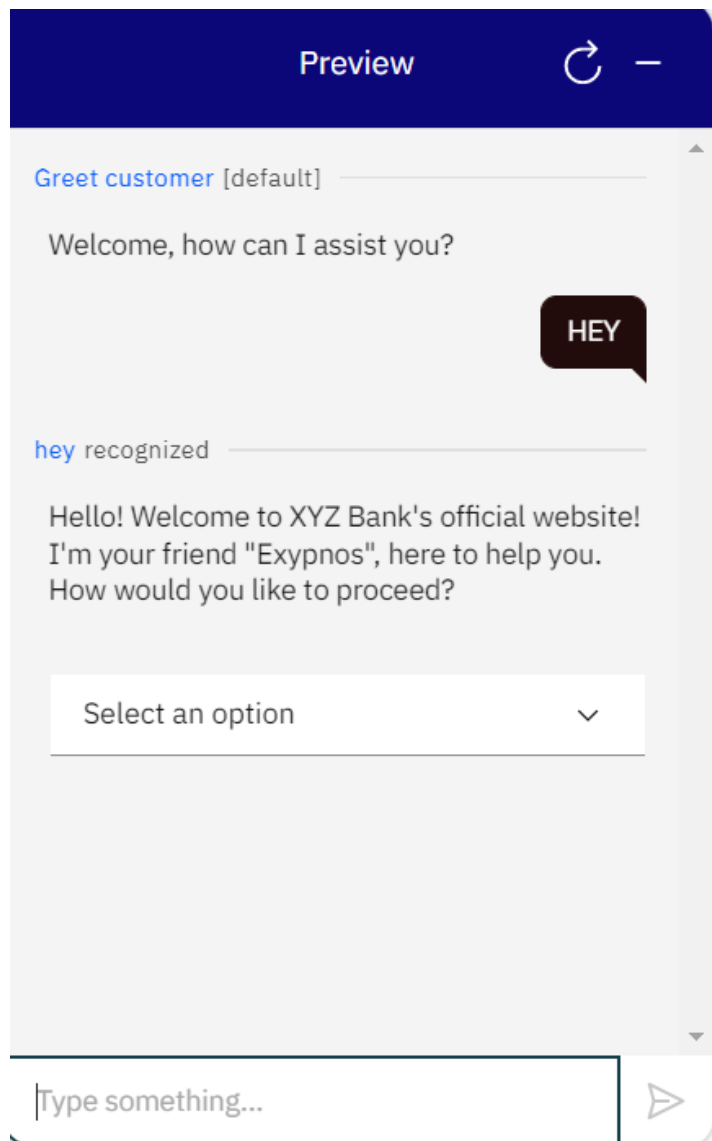 Preview
Greet customer [default]
Welcome, how can I assist you?
HEY
hey recognized
Hello! Welcome to XYZ Bank's official website!
I'm your friend "Exypnos", here to help you.
How would you like to proceed?
Select an option
Type something...